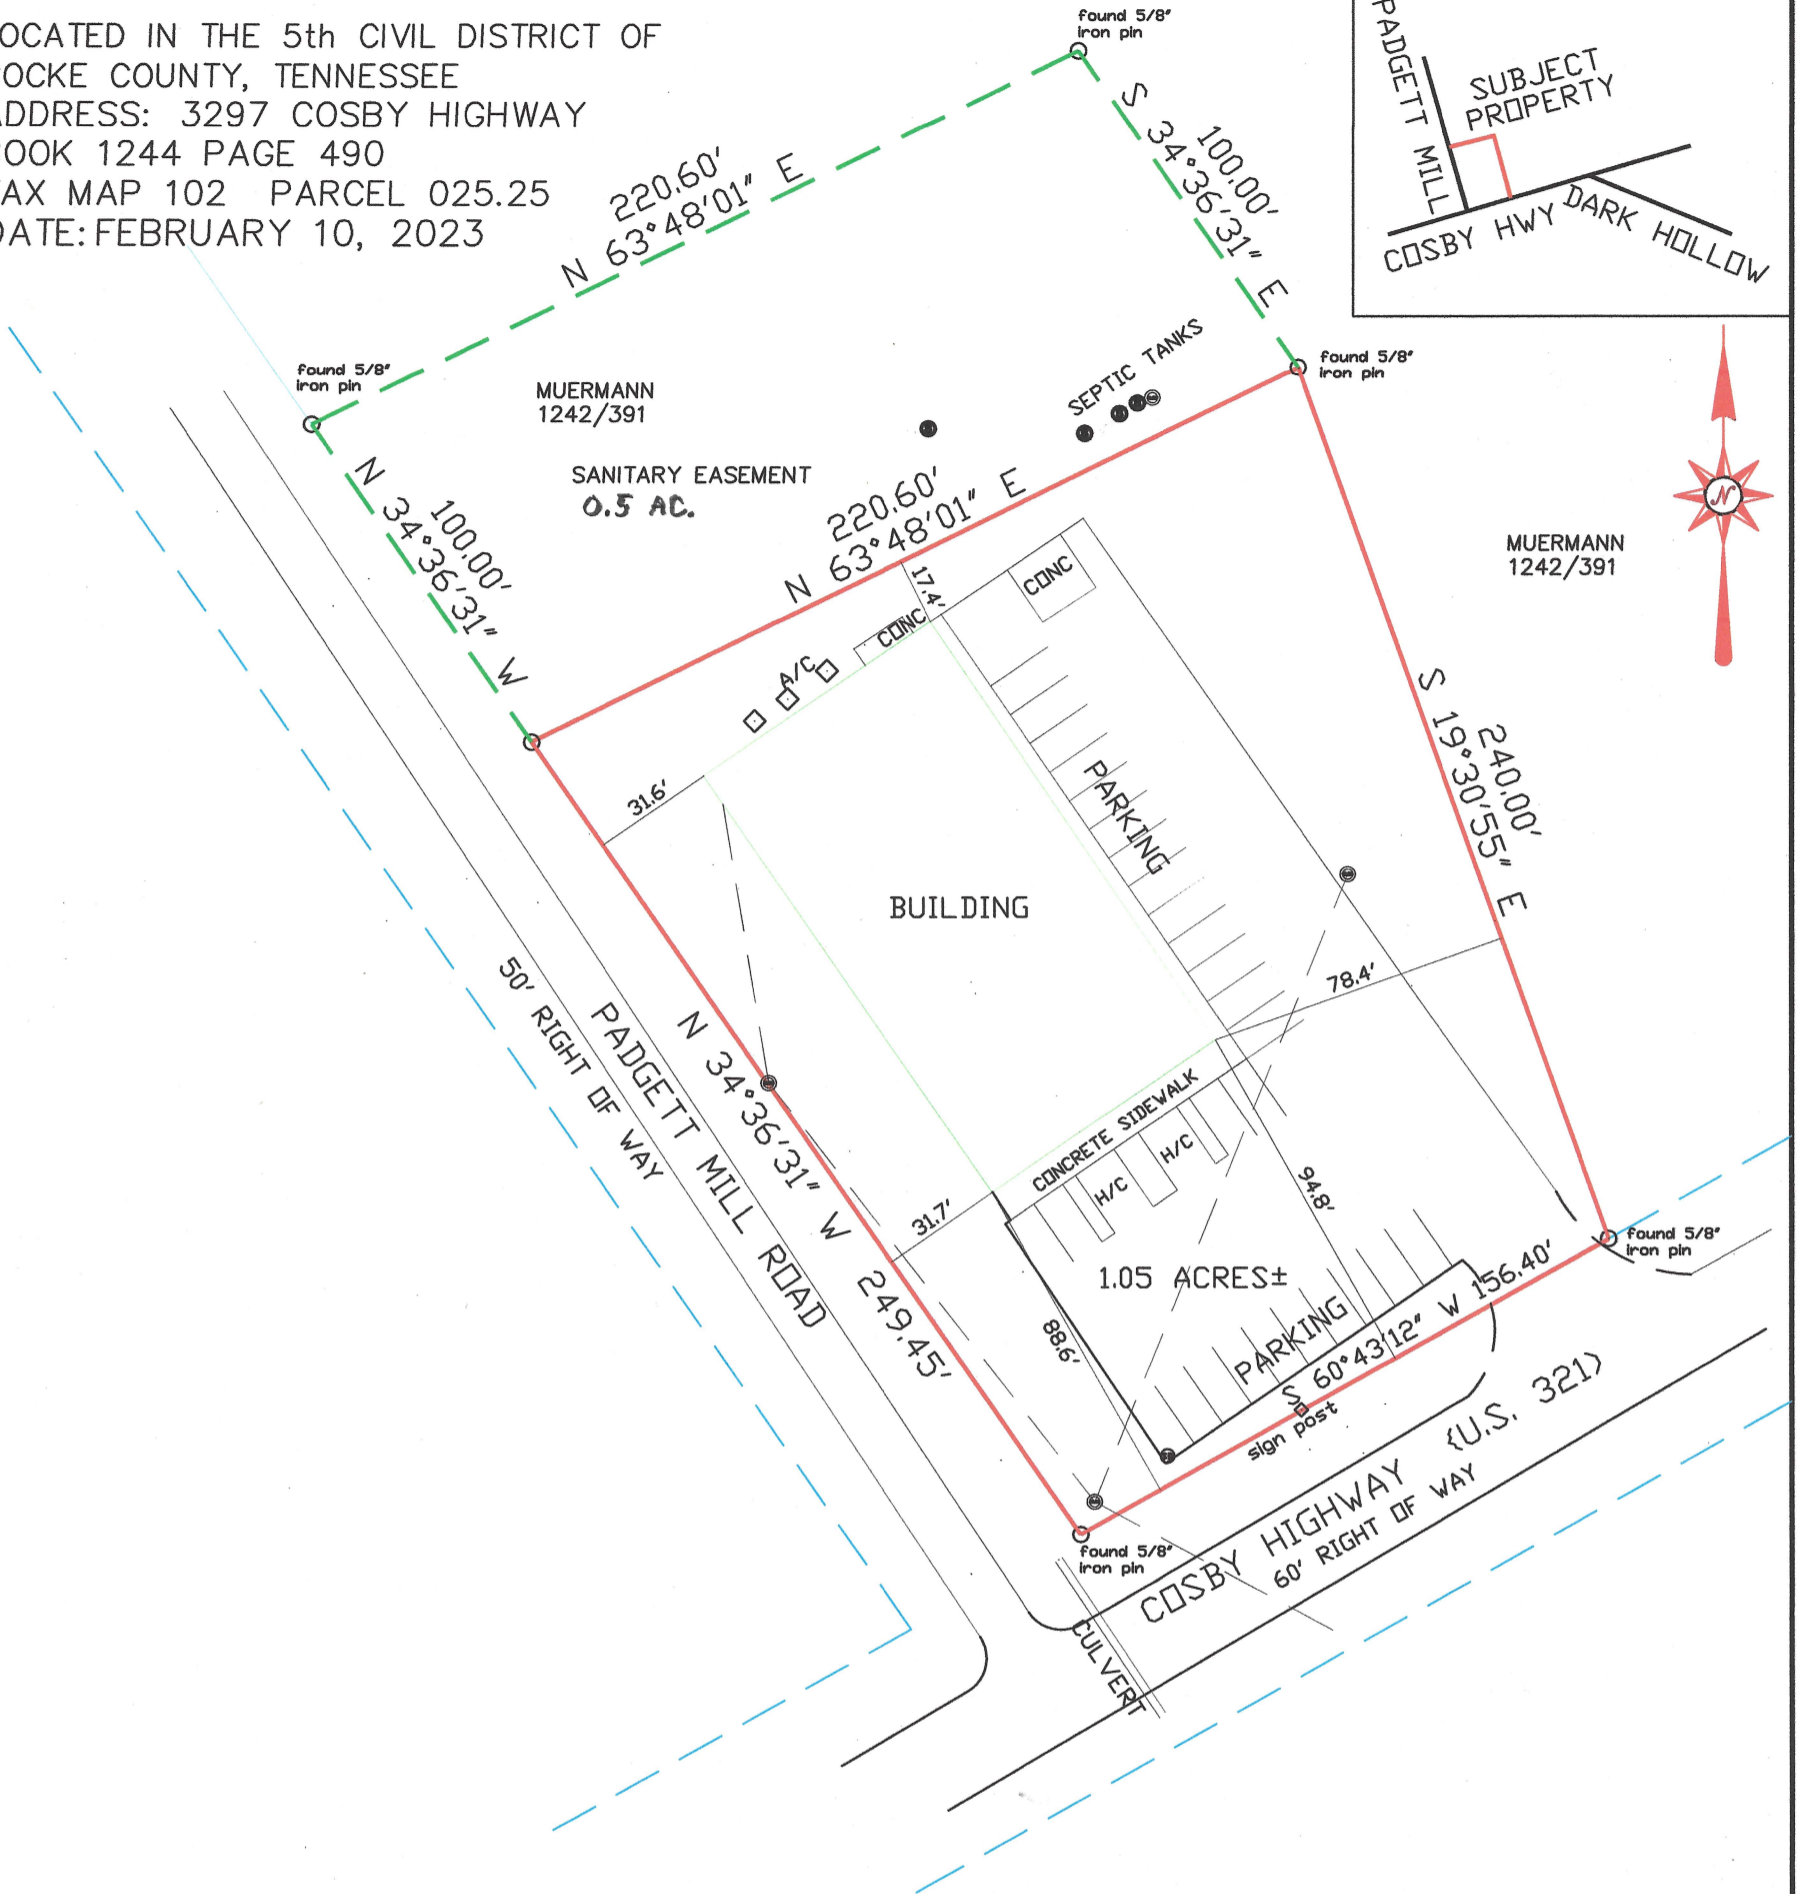 OCATED IN THE 5th CIVIL DISTRICT OF
OCKE COUNTY, TENNESSEE
ADDRESS: 3297 COSBY HIGHWAY
OOK 1244 PAGE 490
TAX MAP 102 PARCEL 025.25
DATE: FEBRUARY 10, 2023
found 5/8"
iron pin
PADGETT MILL
SUBJECT
PROPERTY
COSBY HWY
DARK HOLLOW
220.60'
N 63°48'01" E
100.00'
S 34°36'31" E
found 5/8"
iron pin
MUERMANN
1242/391
SEPTIC TANKS
found 5/8"
iron pin
SANITARY EASEMENT
0.5 AC.
100.00'
N 34°36'31" W
220.60'
N 63°48'01" E
N
MUERMANN
1242/391
17.4'
CONC
CONC
A/C
31.6'
PARKING
240.00'
S 19°30'55" E
BUILDING
78.4'
50' RIGHT OF WAY
PADGETT MILL ROAD
N 34°36'31" W 249.45'
CONCRETE SIDEWALK
H/C
H/C
31.7'
94.8'
88.6'
1.05 ACRES±
PARKING
S 60°43'12" W 156.40'
found 5/8"
iron pin
sign post
found 5/8"
iron pin
COSBY HIGHWAY {U.S. 321)
60' RIGHT OF WAY
CULVERT